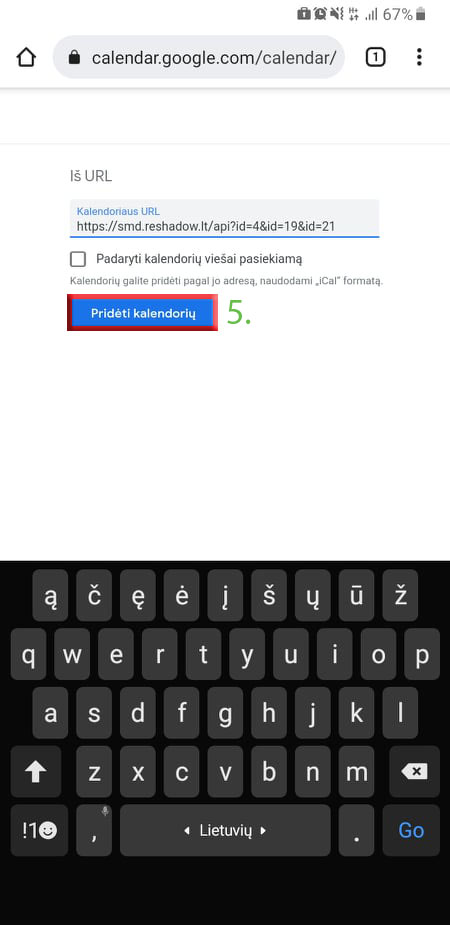 67%
calendar.google.com/calendar/
1
Iš URL
Kalendoriaus URL
https://smd.reshadow.lt/api?id=4&id=19&id=21
Padaryti kalendorių viešai pasiekiamą
Kalendorių galite pridėti pagal jo adresą, naudodami „iCal“ formatą.
Pridėti kalendorių 5.
ą č ę ė į š ų ū ž
q w e r t y u i o p
a s d f g h j k l
z x c v b n m
!1 , Lietuvių . Go